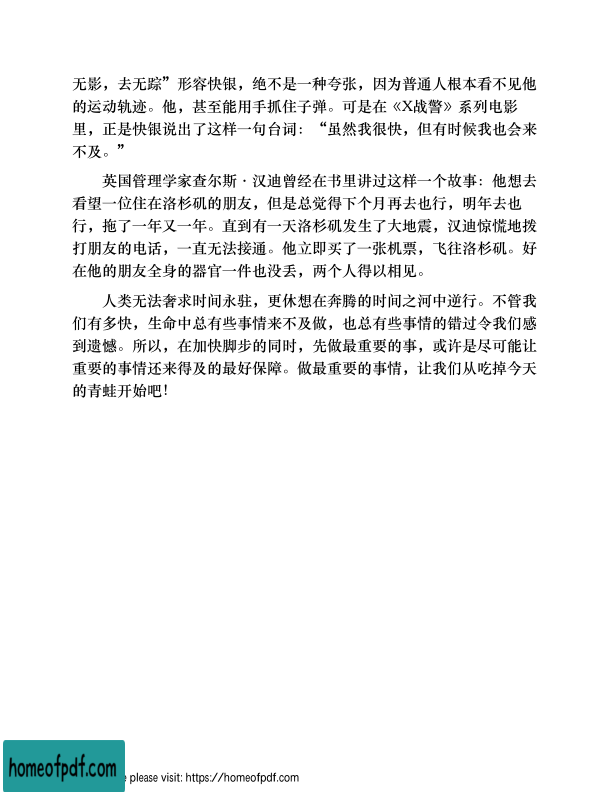 无影，去无踪”形容快银，绝不是一种夸张，因为普通人根本看不见他
的运动轨迹。他，甚至能用手抓住子弹。可是在《X战警》系列电影
里，正是快银说出了这样一句台词：“虽然我很快，但有时候我也会来
不及。”
英国管理学家查尔斯·汉迪曾经在书里讲过这样一个故事：他想去
看望一位住在洛杉矶的朋友，但是总觉得下个月再去也行，明年去也
行，拖了一年又一年。直到有一天洛杉矶发生了大地震，汉迪惊慌地拨
打朋友的电话，一直无法接通。他立即买了一张机票，飞往洛杉矶。好
在他的朋友全身的器官一件也没丢，两个人得以相见。
人类无法奢求时间永驻，更休想在奔腾的时间之河中逆行。不管我
们有多快，生命中总有些事情来不及做，也总有些事情的错过令我们感
到遗憾。所以，在加快脚步的同时，先做最重要的事，或许是尽可能让
重要的事情还来得及的最好保障。做最重要的事情，让我们从吃掉今天
的青蛙开始吧！
homeofpdf.com
please visit: https://homeofpdf.com